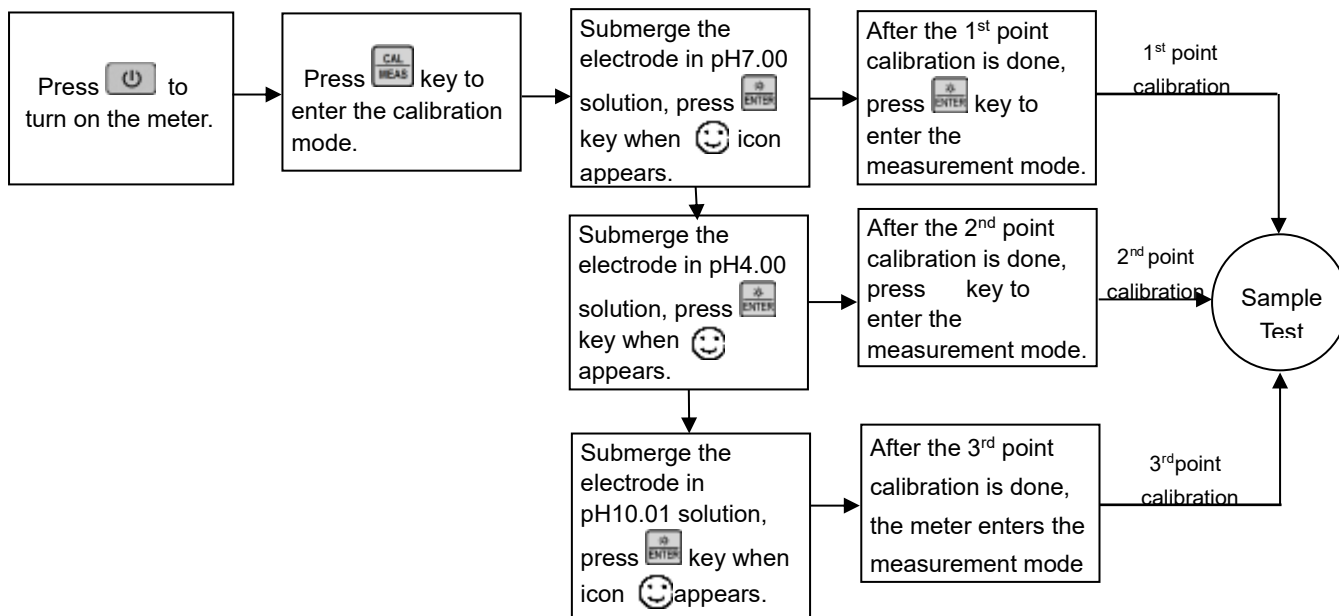 Press to
turn on the meter.
Press CAL MEAS key to
enter the calibration
mode.
Submerge the
electrode in pH7.00
solution, press ENTER
key when icon
appears.
After the 1st point
calibration is done,
press ENTER key to
enter the
measurement mode.
1st point
calibration
Submerge the
electrode in pH4.00
solution, press ENTER
key when
appears.
After the 2nd point
calibration is done,
press key to
enter the
measurement mode.
2nd point
calibration
Sample
Test
Submerge the
electrode in
pH10.01 solution,
press ENTER key when
icon appears.
After the 3rd point
calibration is done,
the meter enters the
measurement mode
3rd point
calibration